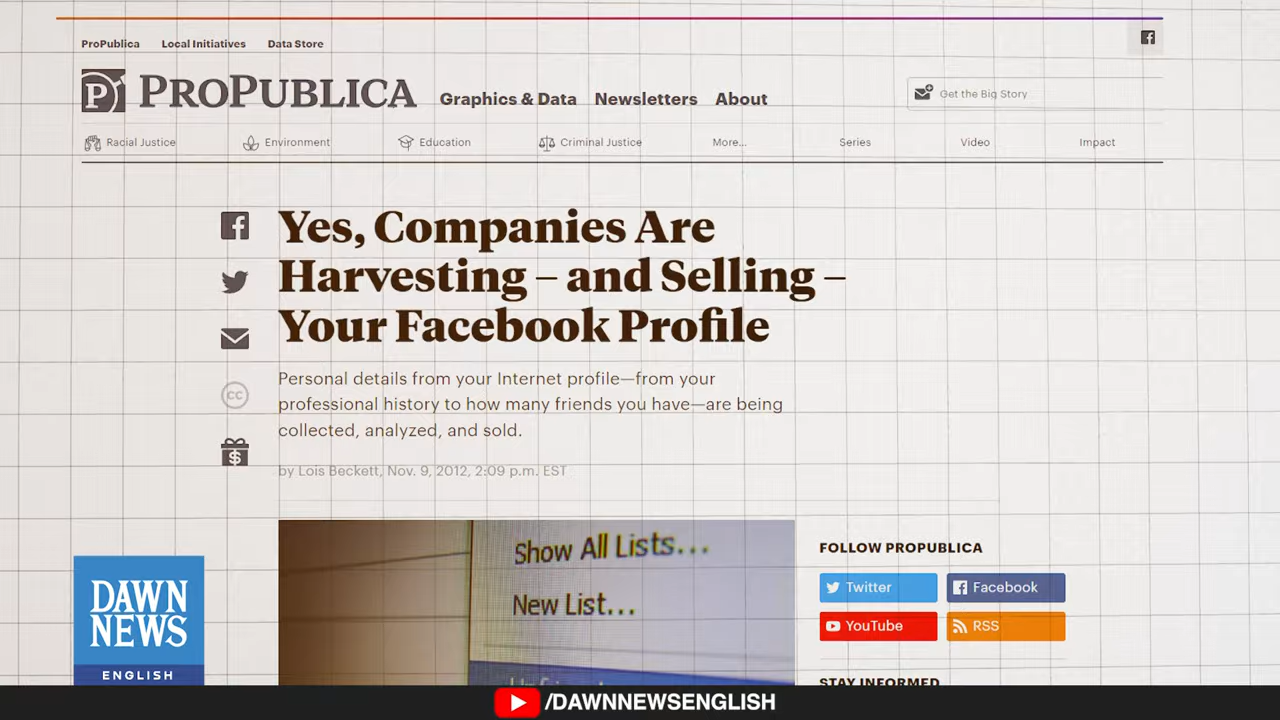 ProPublica Local Initiatives Data Store
PROPUBLICA Graphics & Data Newsletters About
Get the Big Story
Racial Justice Environment Education Criminal Justice More... Series Video Impact
Yes, Companies Are
Harvesting – and Selling –
Your Facebook Profile
Personal details from your Internet profile—from your
professional history to how many friends you have—are being
collected, analyzed, and sold.
by Lois Beckett, Nov. 9, 2012, 2:09 p.m. EST
Show All Lists...
New List...
FOLLOW PROPUBLICA
Twitter Facebook
YouTube RSS
STAY INFORMED
DAWN
NEWS
ENGLISH
/DAWNNEWSENGLISH